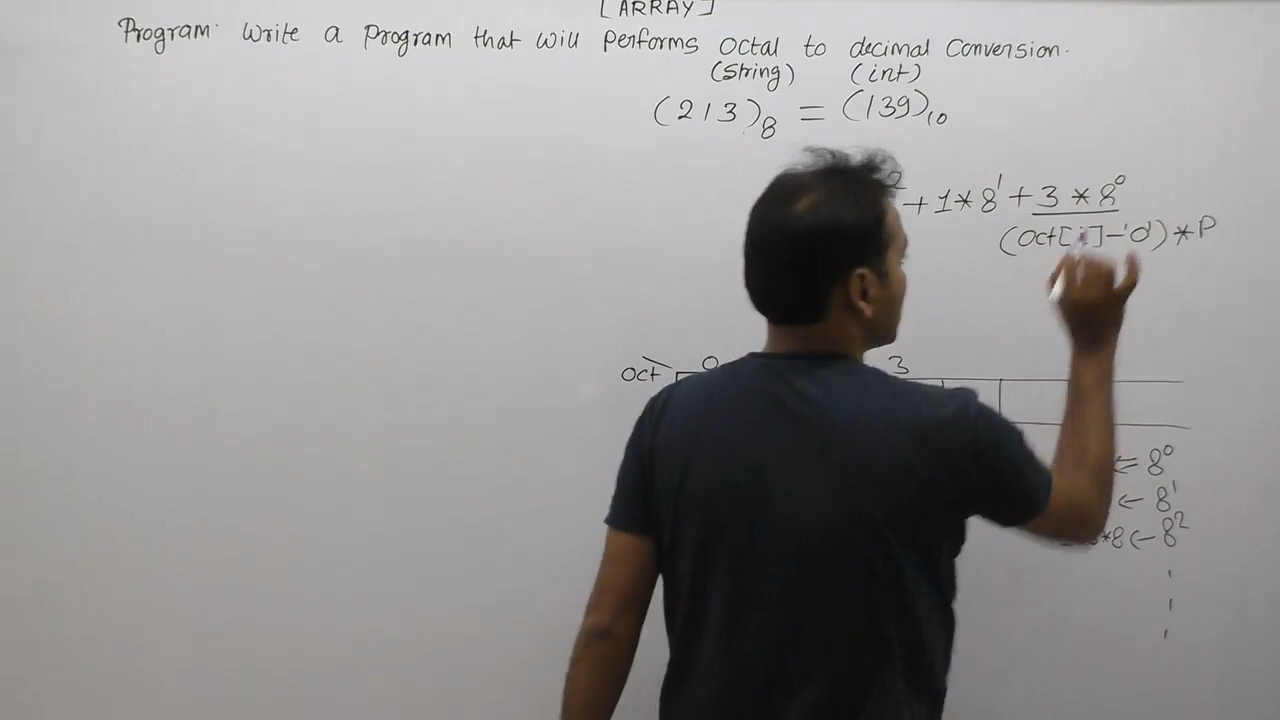 [ARRAY]
Program: Write a program that will performs octal to decimal conversion.
(string) (int)
(213)₈ = (139)₁₀
² + 1*8¹ + 3*8⁰
(Oct[i]-'0')*P
Oct 0 3
⇐ 8⁰
← 8¹
*8 ← 8²